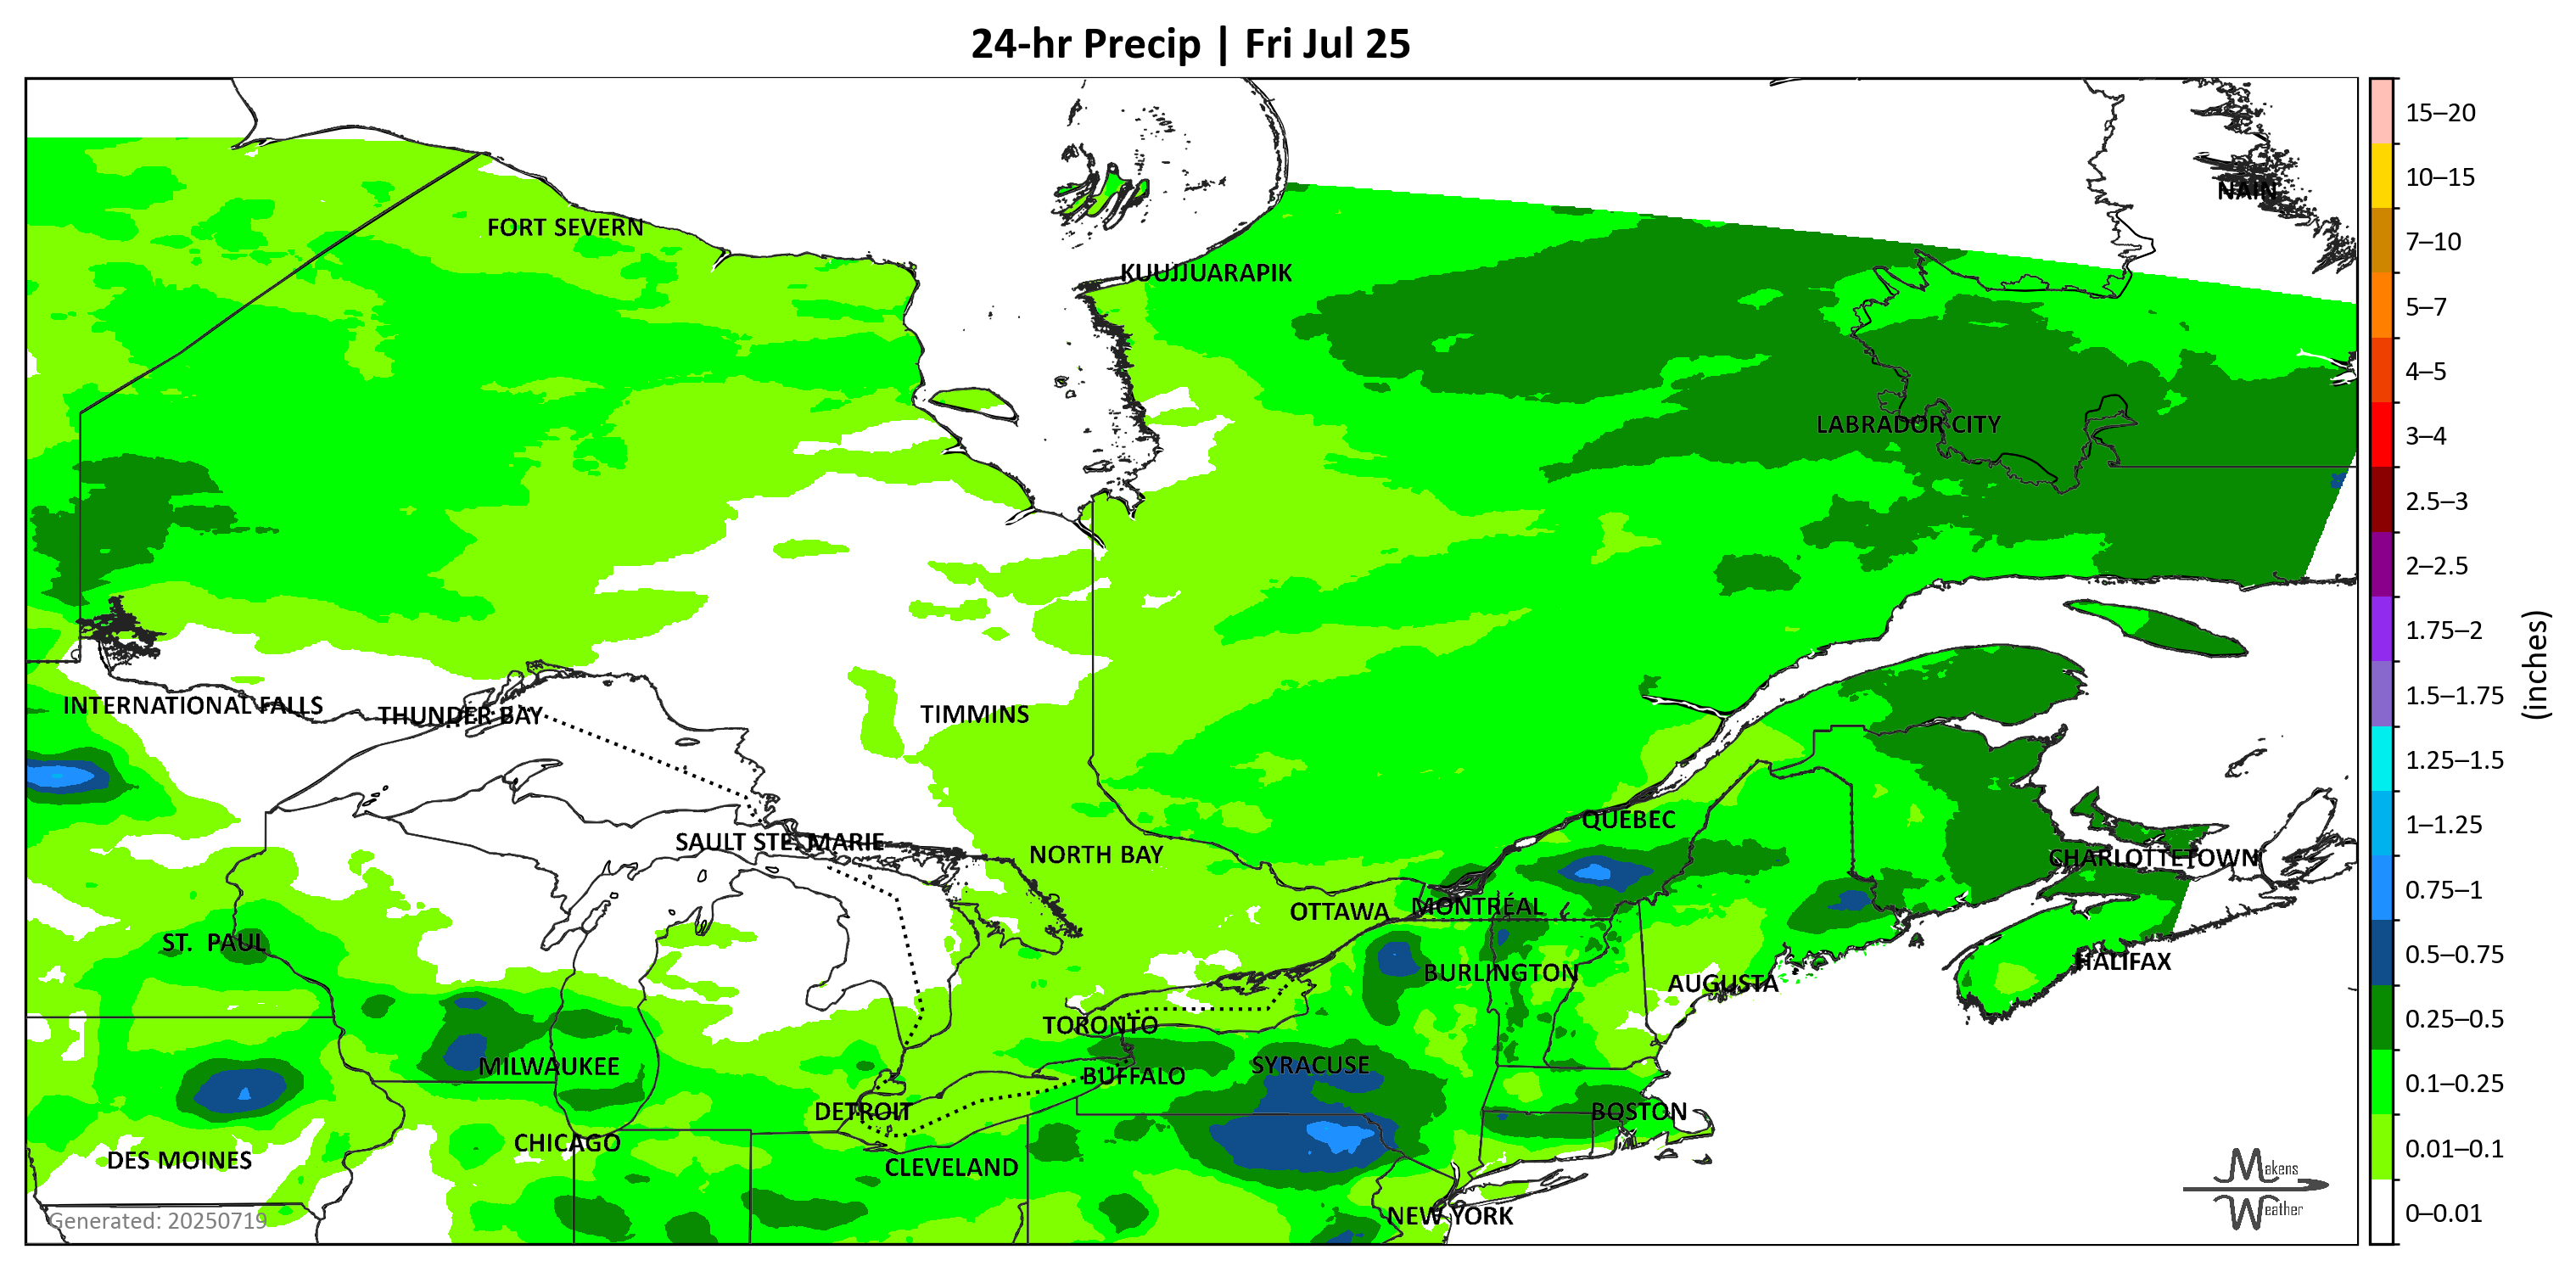 24-hr Precip | Fri Jul 25
NAIN
FORT SEVERN
KUUJJUARAPIK
LABRADOR CITY
INTERNATIONAL FALLS
THUNDER BAY
TIMMINS
QUÉBEC
SAULT STE. MARIE
NORTH BAY
CHARLOTTETOWN
OTTAWA
MONTRÉAL
ST.  PAUL
HALIFAX
BURLINGTON
AUGUSTA
TORONTO
MILWAUKEE
SYRACUSE
BUFFALO
DETROIT
BOSTON
CHICAGO
DES MOINES
CLEVELAND
NEW YORK
Generated: 20250719
Makens
Weather
15–20
10–15
7–10
5–7
4–5
3–4
2.5–3
2–2.5
1.75–2
1.5–1.75
1.25–1.5
1–1.25
0.75–1
0.5–0.75
0.25–0.5
0.1–0.25
0.01–0.1
0–0.01
(inches)